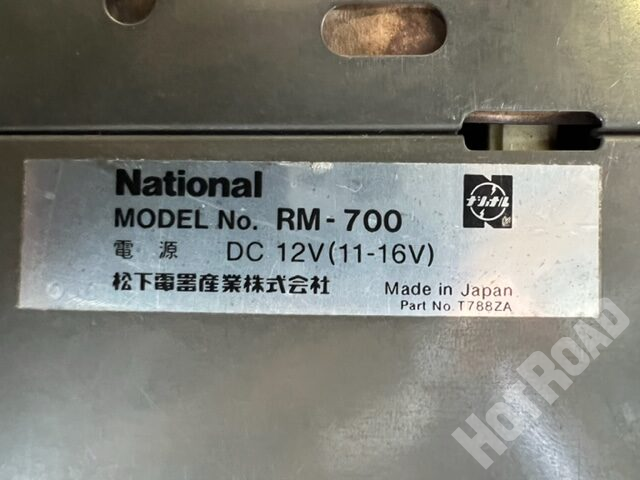 National
MODEL No. RM-700
電源 DC 12V(11-16V)
松下電器産業株式会社
Made in Japan
Part No. T788ZA
ナショナル
Hot ROAD